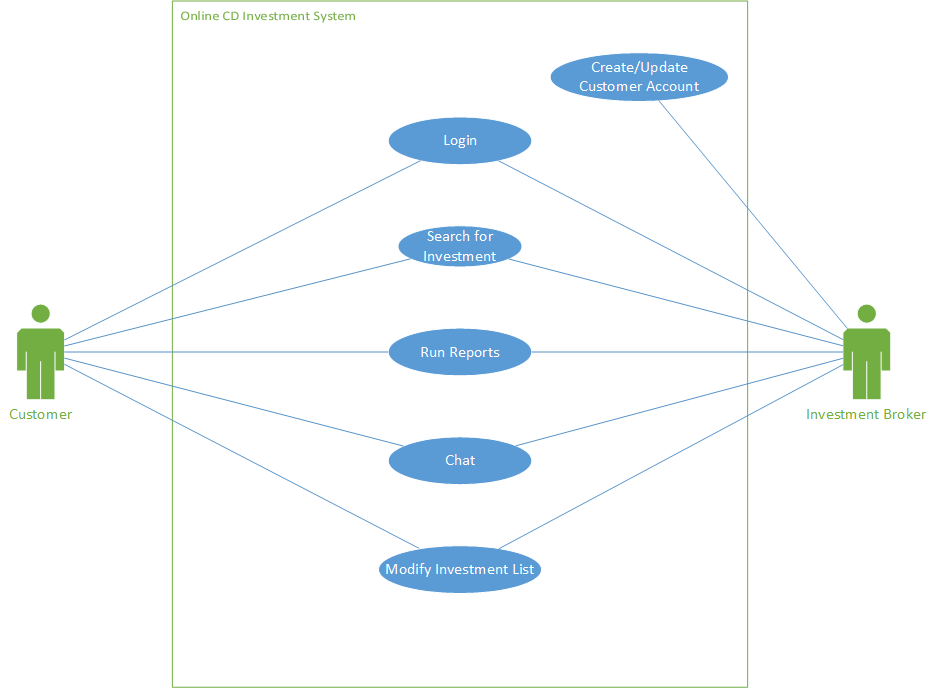 Online CD Investment System
Create/Update
Customer Account
Login
Search for
Investment
Run Reports
Customer
Investment Broker
Chat
Modify Investment List